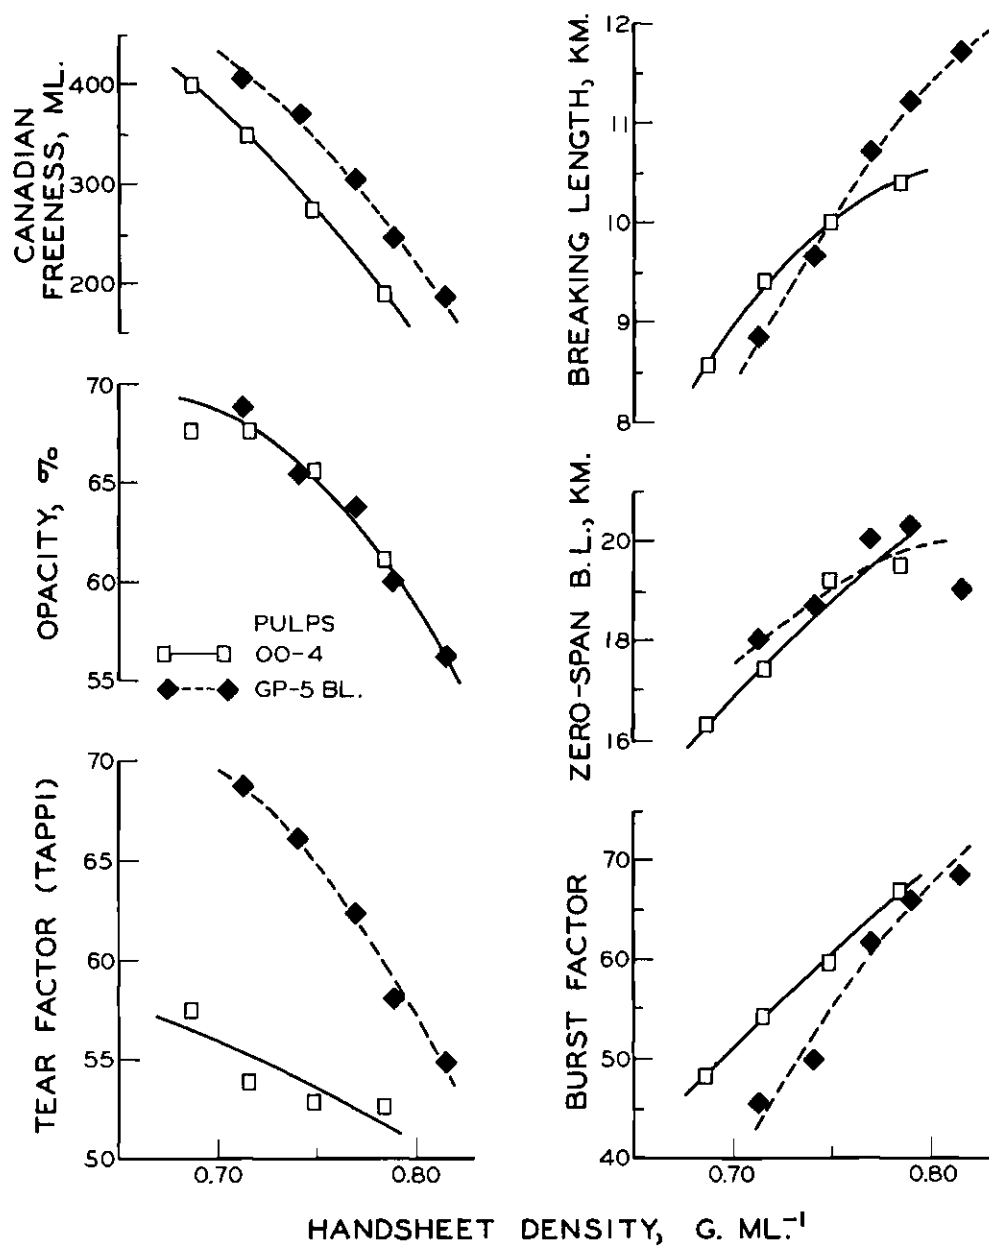 CANADIAN
FREENESS, ML.
400
300
200
BREAKING LENGTH, KM.
12
11
10
9
8
OPACITY, %
70
65
60
55
PULPS
OO-4
GP-5 BL.
ZERO-SPAN B.L., KM.
20
18
16
TEAR FACTOR (TAPPI)
70
65
60
55
50
0.70 0.80
BURST FACTOR
70
60
50
40
0.70 0.80
HANDSHEET DENSITY, G. ML.⁻¹